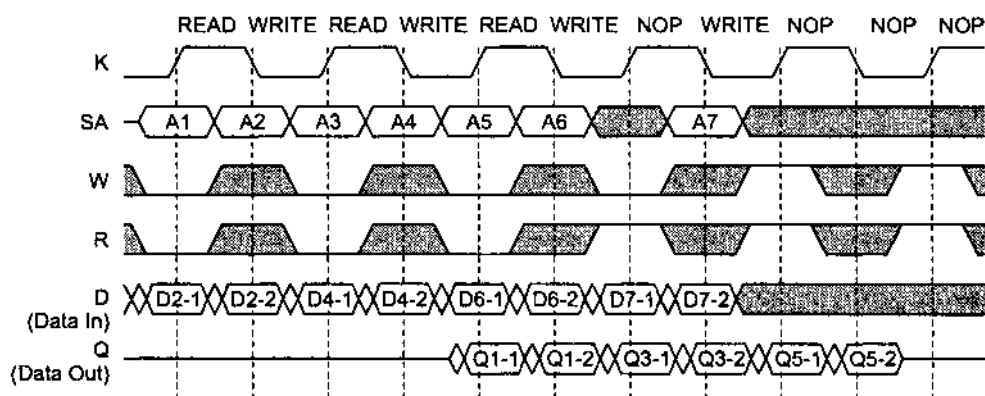 READ WRITE READ WRITE READ WRITE NOP WRITE NOP NOP NOP
K
SA A1 A2 A3 A4 A5 A6 A7
W
R
D D2-1 D2-2 D4-1 D4-2 D6-1 D6-2 D7-1 D7-2
(Data In)
Q Q1-1 Q1-2 Q3-1 Q3-2 Q5-1 Q5-2
(Data Out)